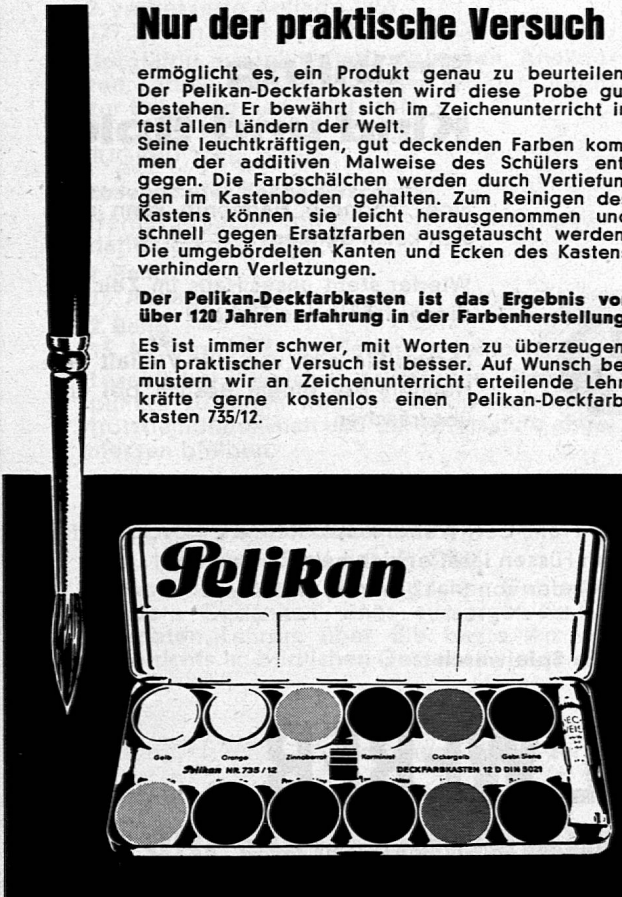 Nur der praktische Versuch
ermöglicht es, ein Produkt genau zu beurteilen
Der Pelikan-Deckfarbkasten wird diese Probe gu
bestehen. Er bewährt sich im Zeichenunterricht in
fast allen Ländern der Welt.
Seine leuchtkräftigen, gut deckenden Farben kom
men der additiven Malweise des Schülers ent
gegen. Die Farbschälchen werden durch Vertiefun
gen im Kastenboden gehalten. Zum Reinigen de
Kastens können sie leicht herausgenommen und
schnell gegen Ersatzfarben ausgetauscht werden
Die umgebördelten Kanten und Ecken des Kasten
verhindern Verletzungen.
Der Pelikan-Deckfarbkasten ist das Ergebnis vo
über 120 Jahren Erfahrung in der Farbenherstellung
Es ist immer schwer, mit Worten zu überzeugen
Ein praktischer Versuch ist besser. Auf Wunsch be
mustern wir an Zeichenunterricht erteilende Lehr
kräfte gerne kostenlos einen Pelikan-Deckfarb
kasten 735/12.
Pelikan
Gelb Orange Zinnoberrot Karminrot Ockergelb Gebr. Siena
Pelikan NR. 735/12 DECKFARBKASTEN 12 D DIN 5021